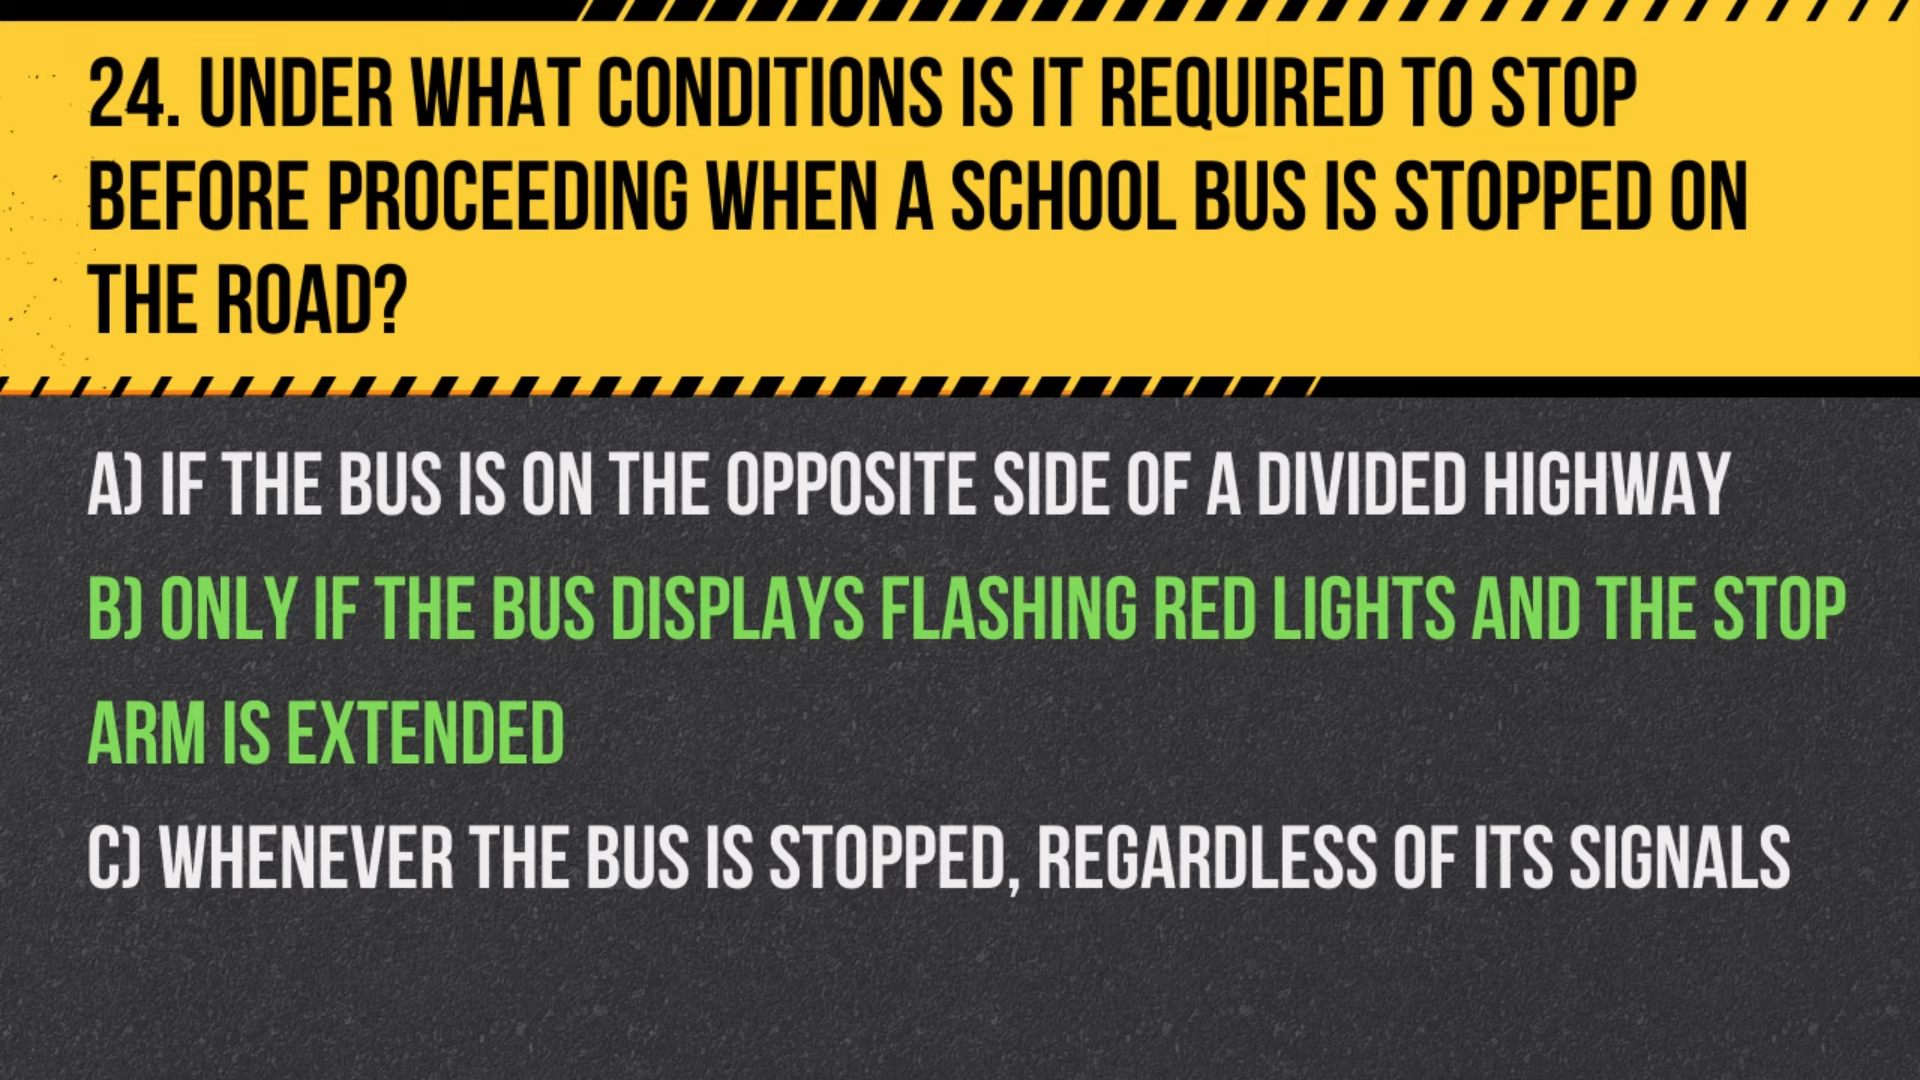 24. UNDER WHAT CONDITIONS IS IT REQUIRED TO STOP
BEFORE PROCEEDING WHEN A SCHOOL BUS IS STOPPED ON
THE ROAD?
A) IF THE BUS IS ON THE OPPOSITE SIDE OF A DIVIDED HIGHWAY
B) ONLY IF THE BUS DISPLAYS FLASHING RED LIGHTS AND THE STOP
ARM IS EXTENDED
C) WHENEVER THE BUS IS STOPPED, REGARDLESS OF ITS SIGNALS